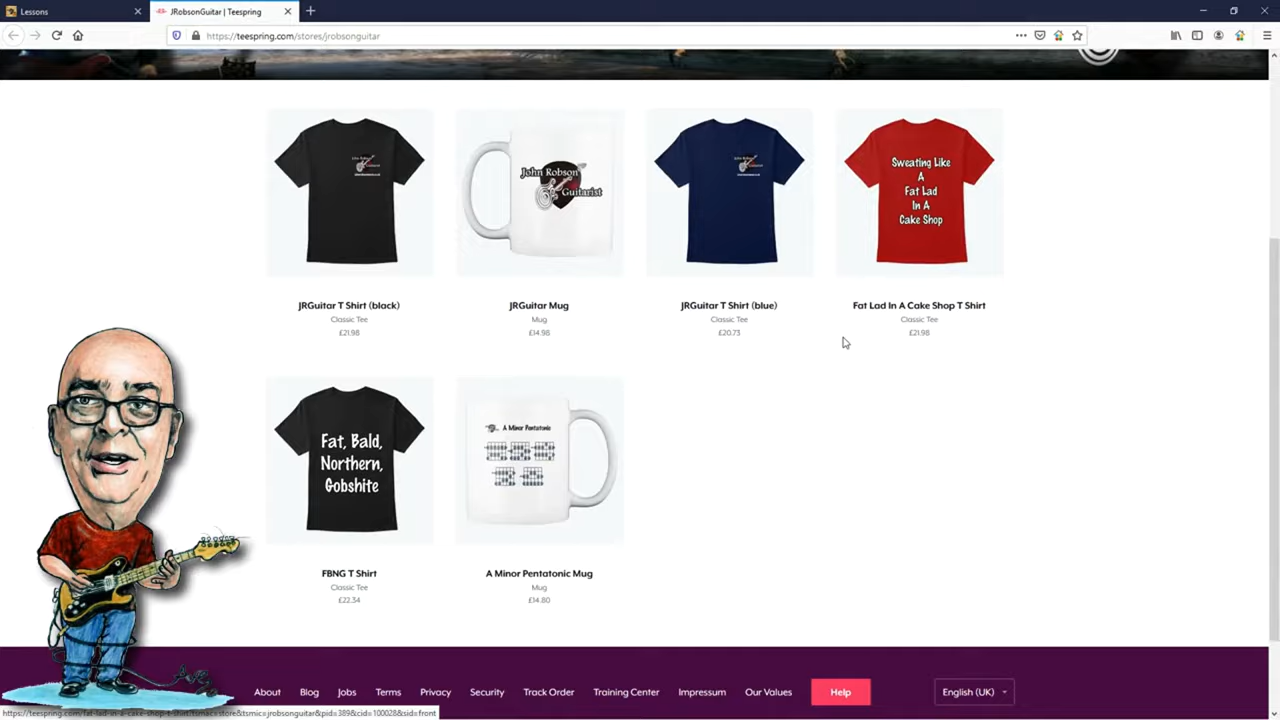 Lessons
JRobsonGuitar | Teespring
https://teespring.com/stores/jrobsonguitar
John Robson
Guitarist
Sweating Like
A
Fat Lad
In A
Cake Shop
JRGuitar T Shirt (black)
Classic Tee
£21.98
JRGuitar Mug
Mug
£14.98
JRGuitar T Shirt (blue)
Classic Tee
£20.73
Fat Lad In A Cake Shop T Shirt
Classic Tee
£21.98
Fat, Bald,
Northern,
Gobshite
A Minor Pentatonic
FBNG T Shirt
Classic Tee
£22.34
A Minor Pentatonic Mug
Mug
£14.80
About Blog Jobs Terms Privacy Security Track Order Training Center Impressum Our Values Help English (UK)